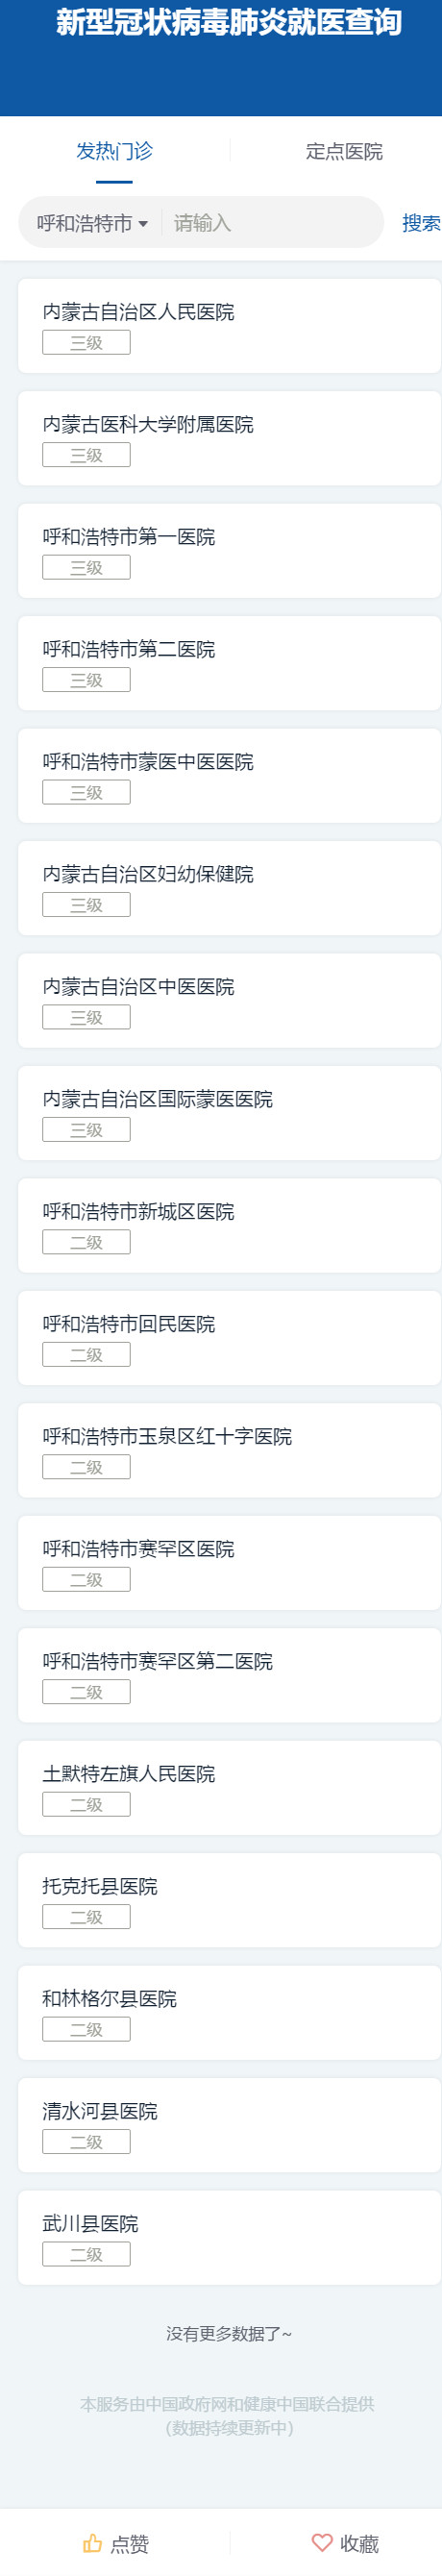 新型冠状病毒肺炎就医查询
发热门诊 定点医院
呼和浩特市 请输入 搜索
内蒙古自治区人民医院
三级
内蒙古医科大学附属医院
三级
呼和浩特市第一医院
三级
呼和浩特市第二医院
三级
呼和浩特市蒙医中医医院
三级
内蒙古自治区妇幼保健院
三级
内蒙古自治区中医医院
三级
内蒙古自治区国际蒙医医院
三级
呼和浩特市新城区医院
二级
呼和浩特市回民医院
二级
呼和浩特市玉泉区红十字医院
二级
呼和浩特市赛罕区医院
二级
呼和浩特市赛罕区第二医院
二级
土默特左旗人民医院
二级
托克托县医院
二级
和林格尔县医院
二级
清水河县医院
二级
武川县医院
二级
没有更多数据了~
本服务由中国政府网和健康中国联合提供
（数据持续更新中）
点赞 收藏